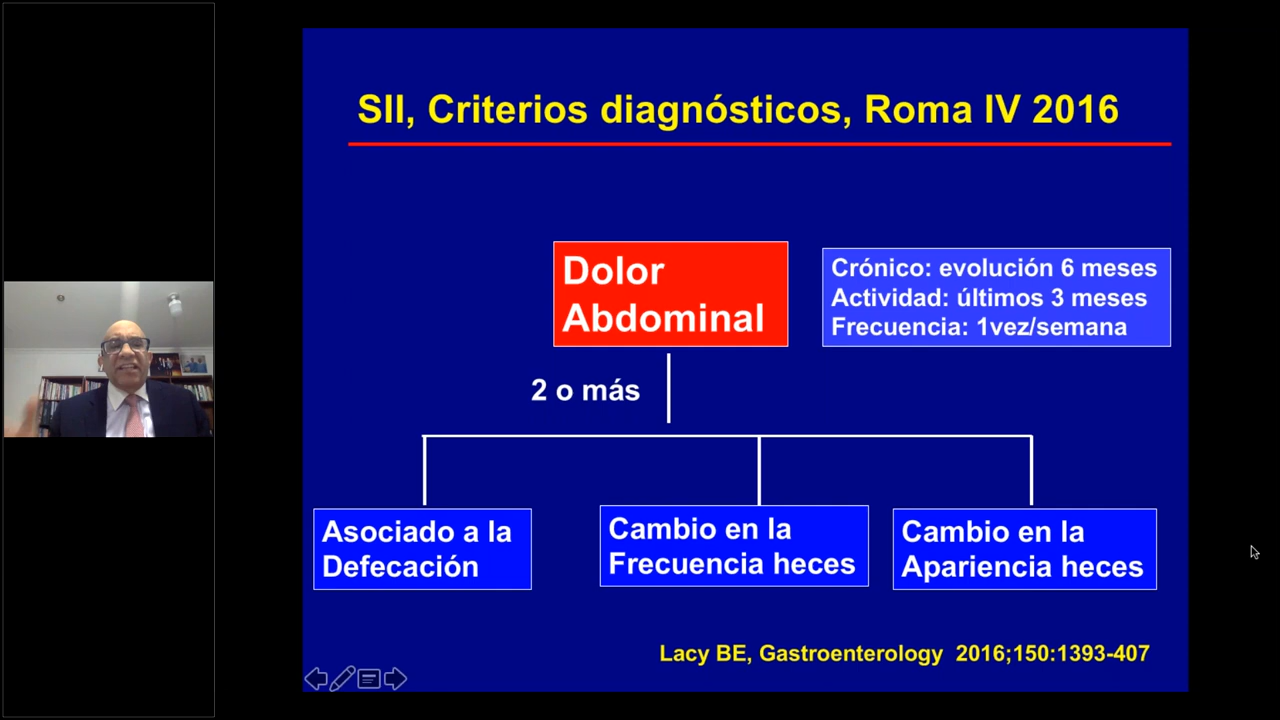 SII, Criterios diagnósticos, Roma IV 2016
Dolor
Abdominal
Crónico: evolución 6 meses
Actividad: últimos 3 meses
Frecuencia: 1vez/semana
2 o más
Asociado a la
Defecación
Cambio en la
Frecuencia heces
Cambio en la
Apariencia heces
Lacy BE, Gastroenterology 2016;150:1393-407